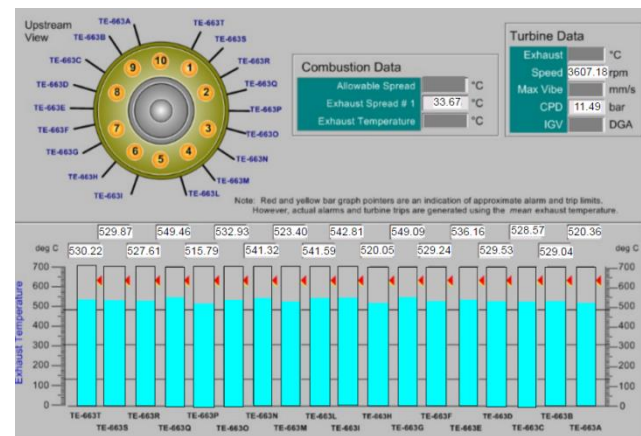 Upstream
View
TE-663A
TE-663T
TE-663B
TE-663S
TE-663C
TE-663R
TE-663D
TE-663Q
TE-663E
TE-663P
TE-663F
TE-663O
TE-663G
TE-663N
TE-663H
TE-663M
TE-663I
TE-663L
10
9
1
8
2
7
3
6
5
4
Combustion Data
Allowable Spread °C
Exhaust Spread # 1 33.67 °C
Exhaust Temperature °C
Turbine Data
Exhaust °C
Speed 3607.18 rpm
Max Vibe mm/s
CPD 11.49 bar
IGV DGA
Note: Red and yellow bar graph pointers are an indication of approximate alarm and trip limits.
However, actual alarms and turbine trips are generated using the mean exhaust temperature.
529.87 549.46 532.93 523.40 542.81 549.09 536.16 528.57 520.36
deg C 530.22 527.61 515.79 541.32 541.59 520.05 529.24 529.53 529.04 deg C
700 700
600 600
500 500
400 400
300 300
200 200
100 100
0 0
Exhaust Temperature
TE-663T TE-663R TE-663P TE-663N TE-663L TE-663H TE-663F TE-663D TE-663B
TE-663S TE-663Q TE-663O TE-663M TE-663I TE-663G TE-663E TE-663C TE-663A